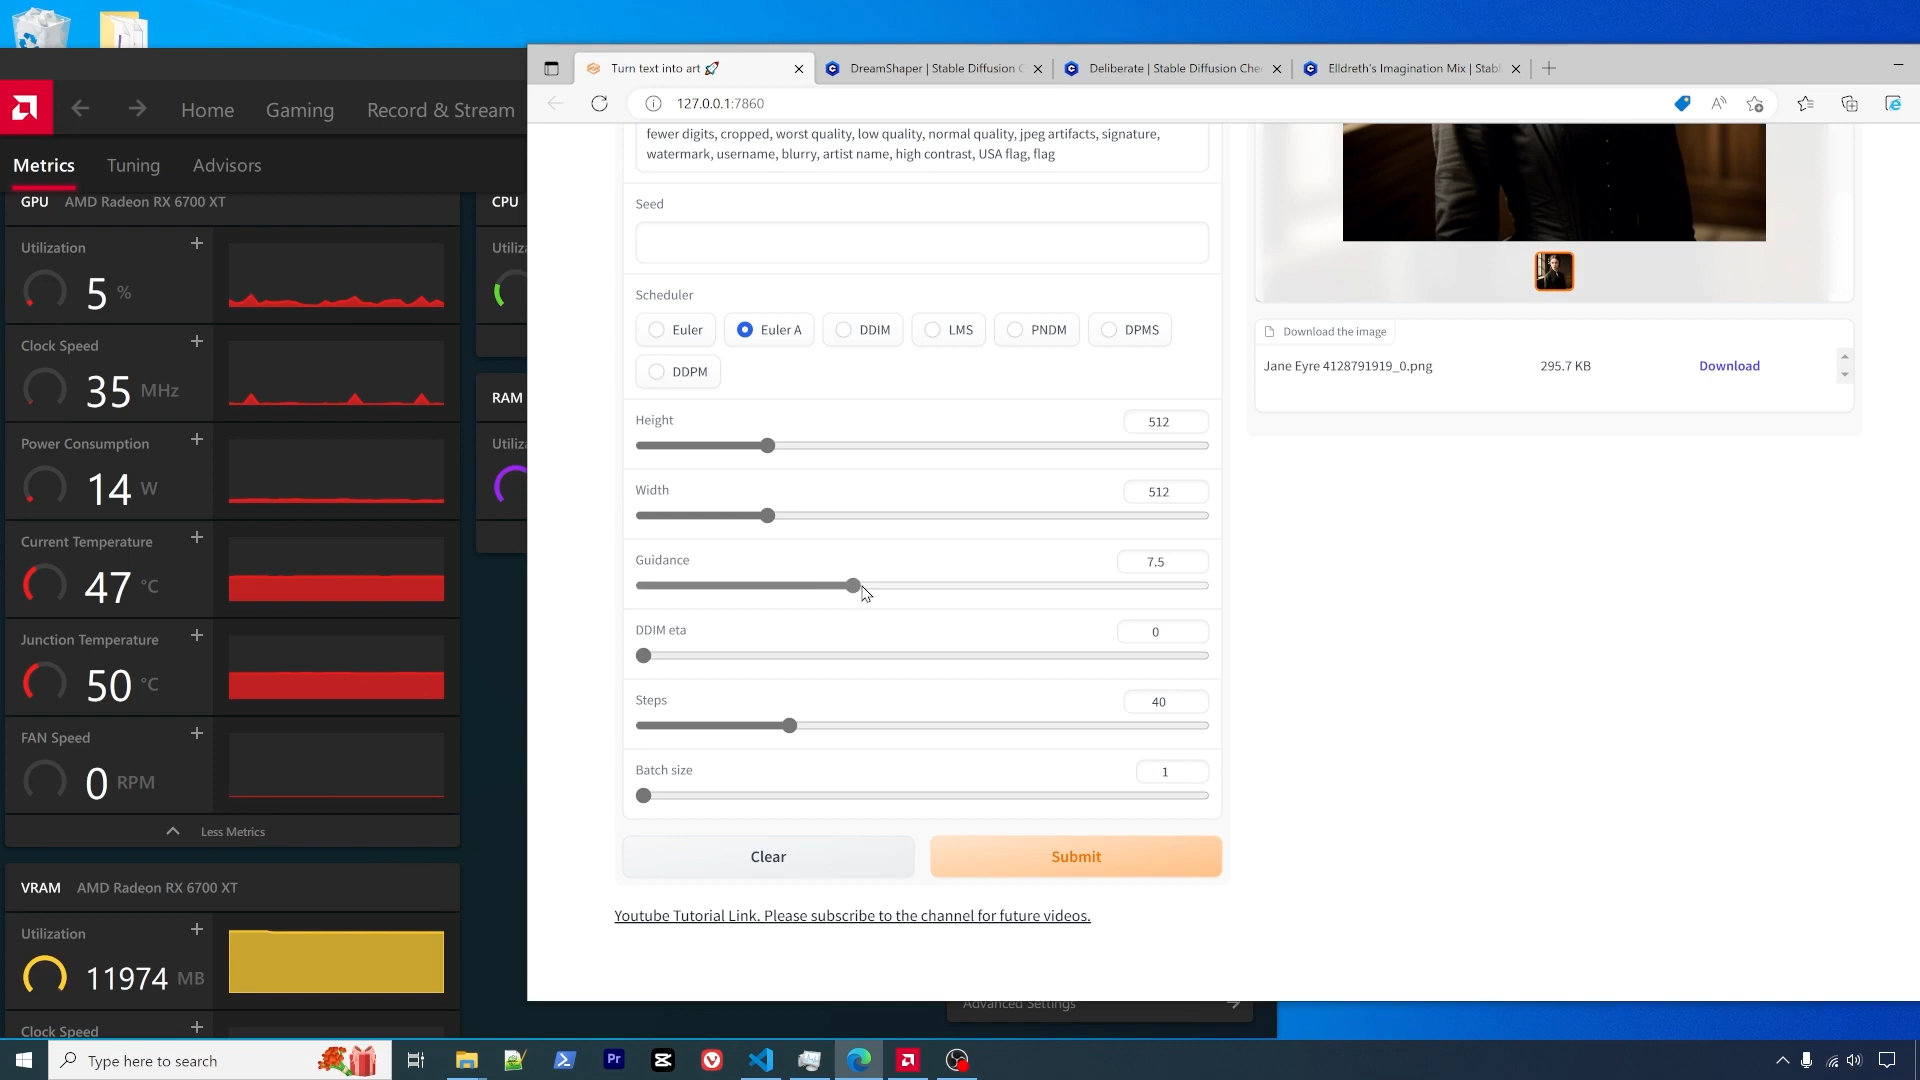 Home
Gaming
Record & Stream
Metrics
Tuning
Advisors
GPU AMD Radeon RX 6700 XT
Utilization
5 %
Clock Speed
35 MHz
Power Consumption
14 W
Current Temperature
47 °C
Junction Temperature
50 °C
FAN Speed
0 RPM
Less Metrics
VRAM AMD Radeon RX 6700 XT
Utilization
11974 MB
Clock Speed
CPU
Utiliz
RAM
Utiliz
Turn text into art
DreamShaper | Stable Diffusion C
Deliberate | Stable Diffusion Che
Elldreth's Imagination Mix | Stabl
127.0.0.1:7860
fewer digits, cropped, worst quality, low quality, normal quality, jpeg artifacts, signature,
watermark, username, blurry, artist name, high contrast, USA flag, flag
Seed
Scheduler
Euler
Euler A
DDIM
LMS
PNDM
DPMS
DDPM
Height
512
Width
512
Guidance
7.5
DDIM eta
0
Steps
40
Batch size
1
Clear
Submit
Youtube Tutorial Link. Please subscribe to the channel for future videos.
Download the image
Jane Eyre 4128791919_0.png
295.7 KB
Download
Advanced Settings
Type here to search
Pr